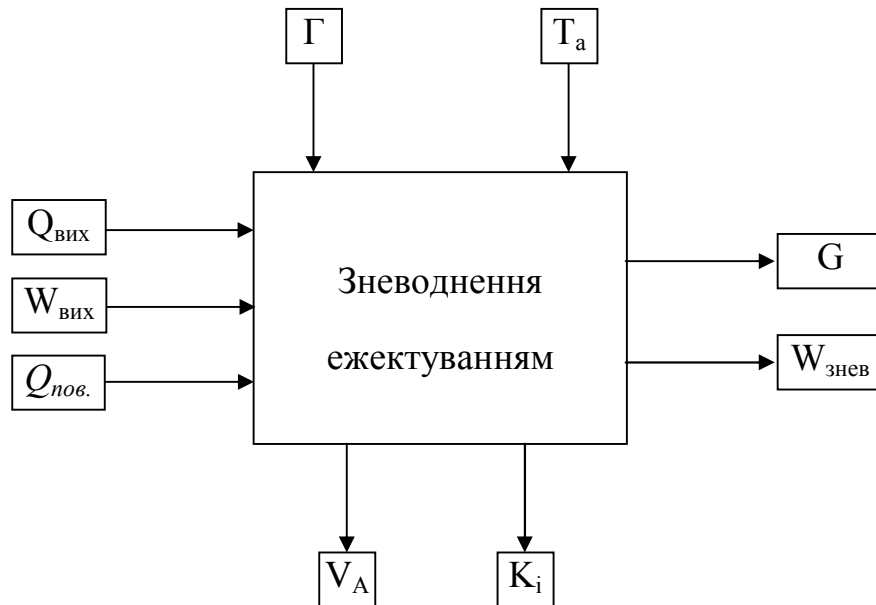 Г
Tа
Qвих
Wвих
Qпов.
Зневоднення
ежектуванням
G
Wзнев
VA
Ki